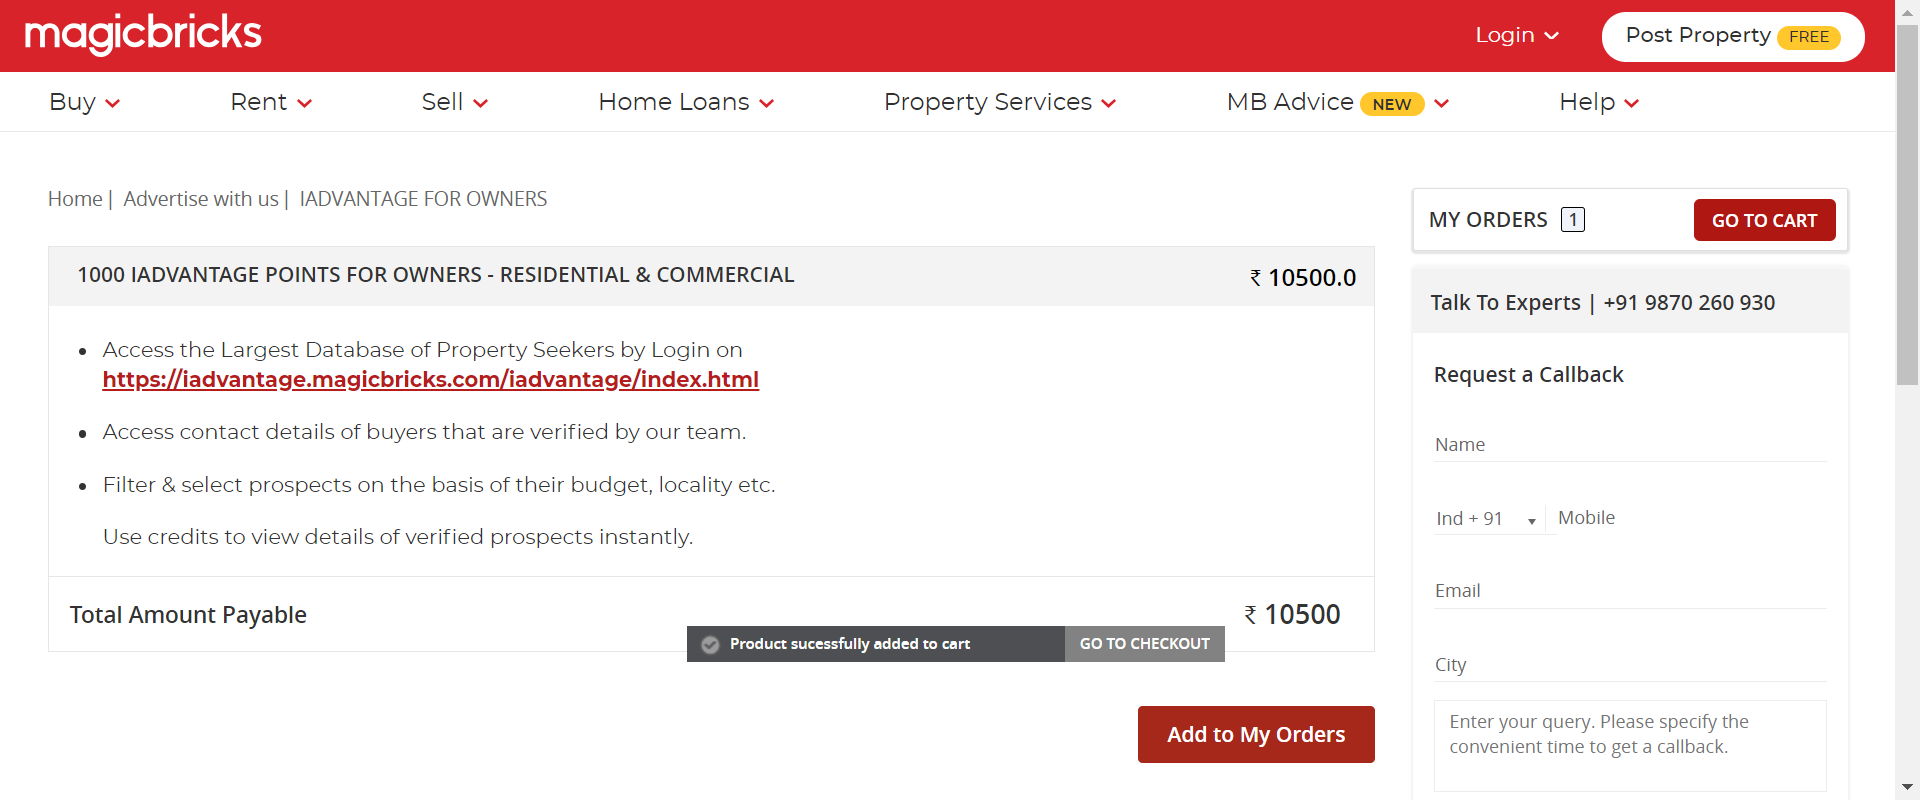 magicbricks
Login
Post Property FREE
Buy Rent Sell Home Loans Property Services MB Advice NEW Help
Home | Advertise with us | IADVANTAGE FOR OWNERS
1000 IADVANTAGE POINTS FOR OWNERS - RESIDENTIAL & COMMERCIAL ₹ 10500.0
Access the Largest Database of Property Seekers by Login on
https://iadvantage.magicbricks.com/iadvantage/index.html
Access contact details of buyers that are verified by our team.
Filter & select prospects on the basis of their budget, locality etc.
Use credits to view details of verified prospects instantly.
Total Amount Payable ₹ 10500
Product sucessfully added to cart GO TO CHECKOUT
Add to My Orders
MY ORDERS 1 GO TO CART
Talk To Experts | +91 9870 260 930
Request a Callback
Name
Ind + 91 Mobile
Email
City
Enter your query. Please specify the
convenient time to get a callback.